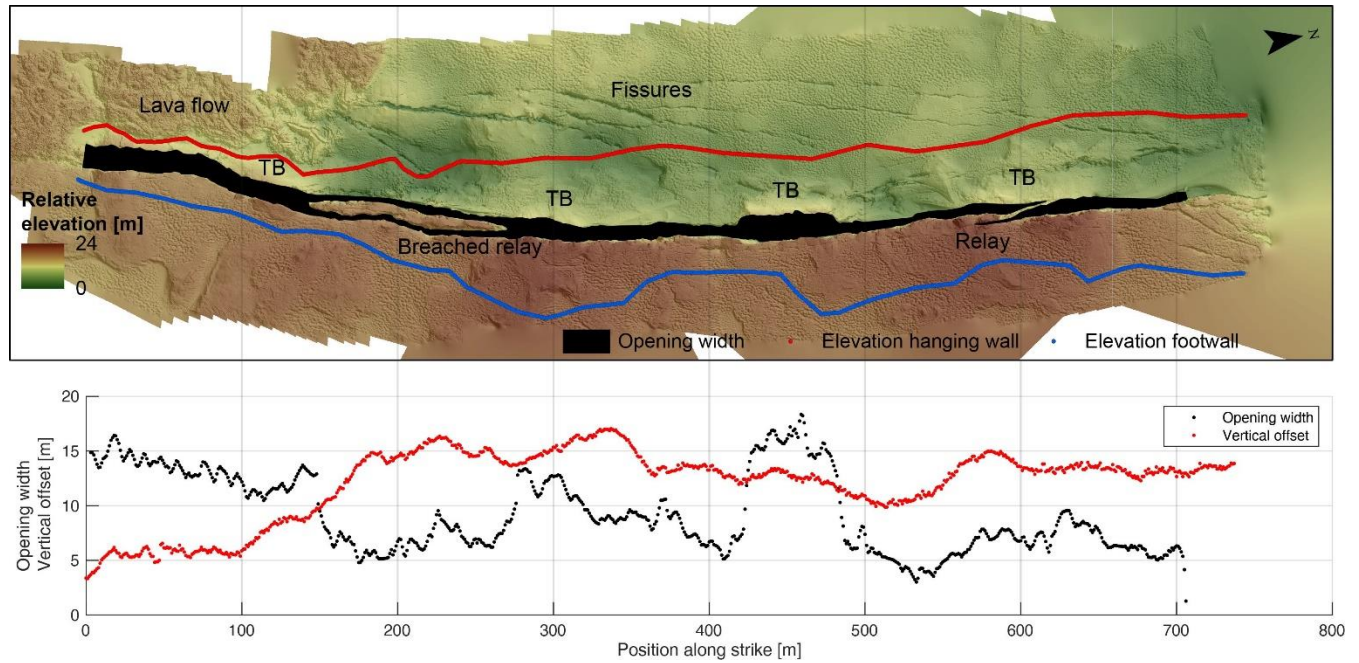 N
Fissures
Lava flow
TB
TB
TB
TB
Relative
elevation [m]
24
0
Breached relay
Relay
Opening width
Elevation hanging wall
Elevation footwall
20
15
10
5
0
Opening width [m]
Vertical offset [m]
Opening width
Vertical offset
0
100
200
300
400
500
600
700
800
Position along strike [m]